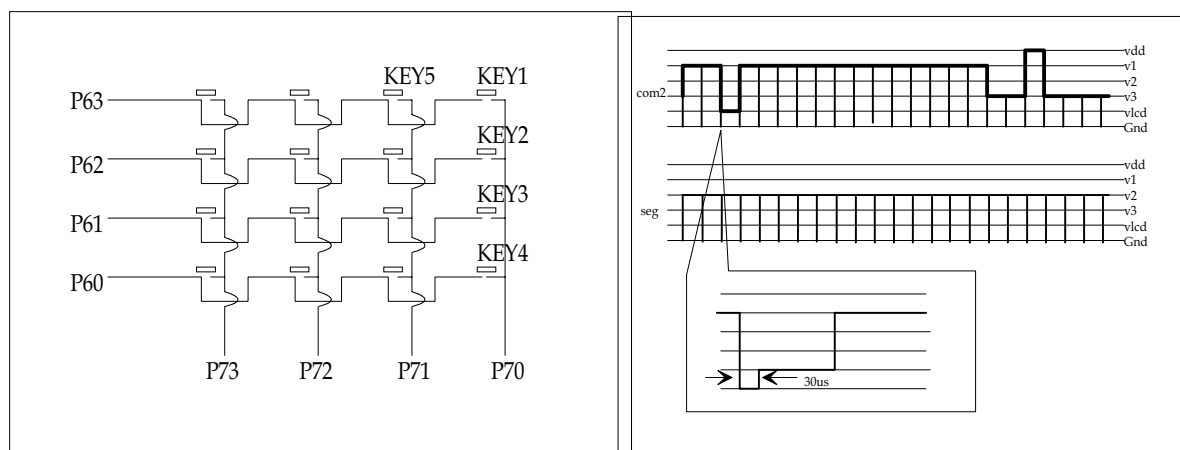 KEY5 KEY1
P63
KEY2
P62
KEY3
P61
KEY4
P60
P73 P72 P71 P70
vdd
v1
v2
com2
v3
vlcd
Gnd
vdd
v1
v2
seg
v3
vlcd
Gnd
30us